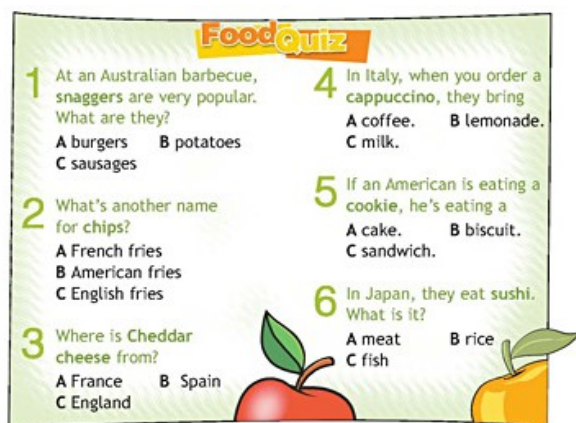 Food Quiz
1 At an Australian barbecue,
snaggers are very popular.
What are they?
A burgers B potatoes
C sausages
2 What's another name
for chips?
A French fries
B American fries
C English fries
3 Where is Cheddar
cheese from?
A France B Spain
C England
4 In Italy, when you order a
cappuccino, they bring
A coffee. B lemonade.
C milk.
5 If an American is eating a
cookie, he's eating a
A cake. B biscuit.
C sandwich.
6 In Japan, they eat sushi.
What is it?
A meat B rice
C fish